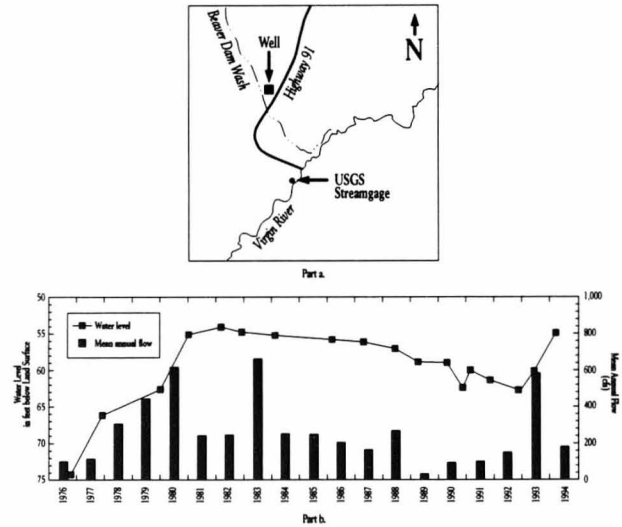 Beaver Dam Wash
Well
Highway 91
N
USGS
Streamgage
Virgin River
Part a.
Water Level
in feet below Land Surface
50
55
60
65
70
75
Water level
Mean annual flow
1,000
800
600
400
200
0
Mean Annual Flow
(cfs)
1976
1977
1978
1979
1980
1981
1982
1983
1984
1985
1986
1987
1988
1989
1990
1991
1992
1993
1994
Part b.